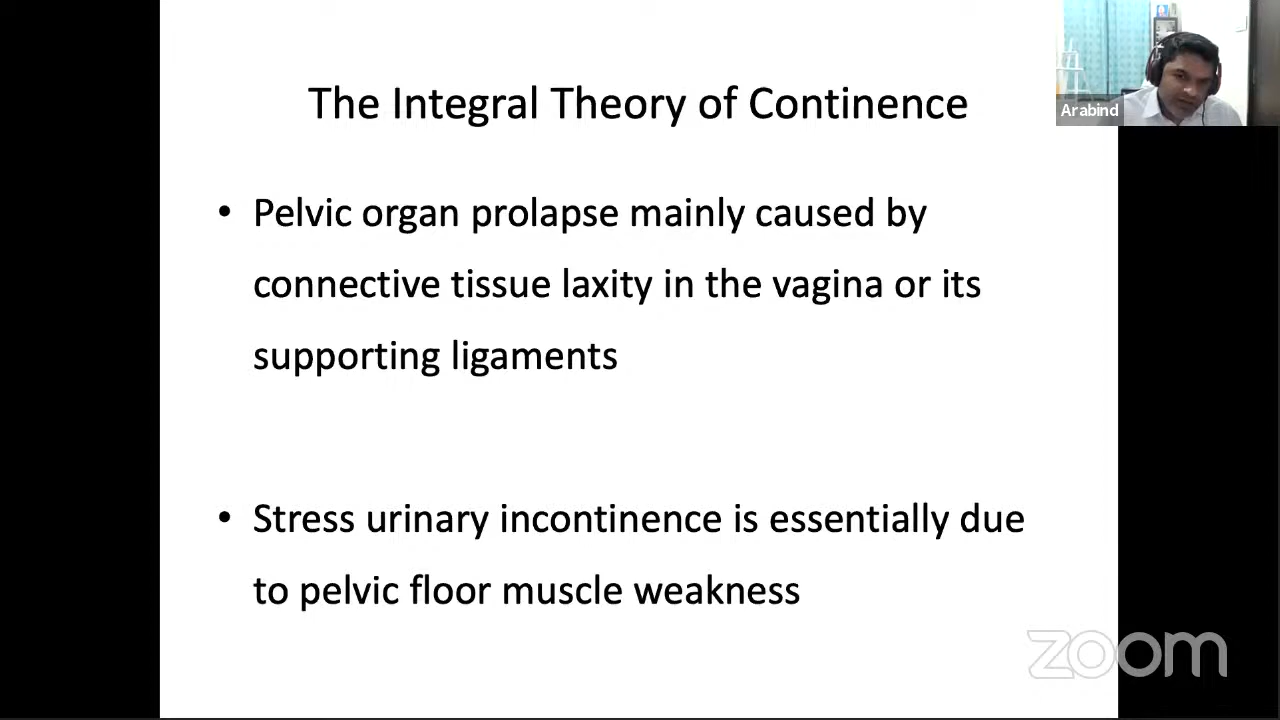 The Integral Theory of Continence
Arabind
• Pelvic organ prolapse mainly caused by
connective tissue laxity in the vagina or its
supporting ligaments
• Stress urinary incontinence is essentially due
to pelvic floor muscle weakness
zoom